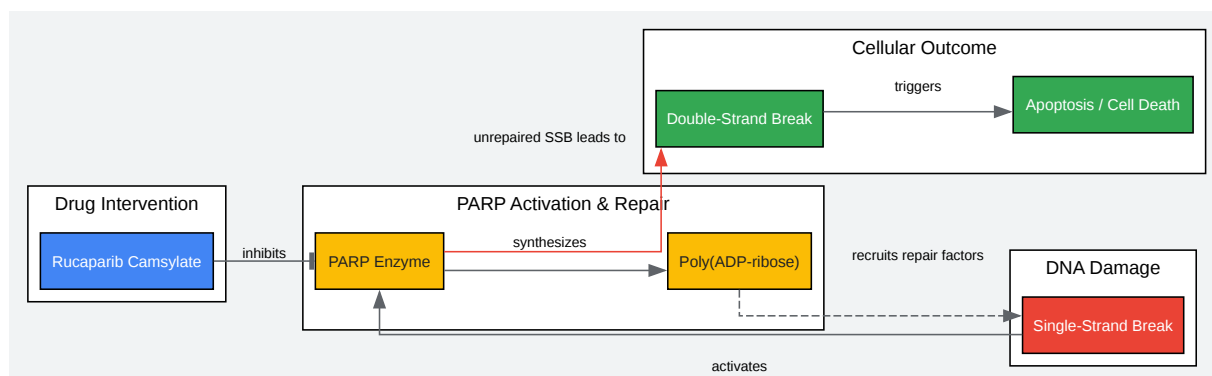 Cellular Outcome
triggers
Double-Strand Break
Apoptosis / Cell Death
unrepaired SSB leads to
Drug Intervention
PARP Activation & Repair
Rucaparib Camsylate
inhibits
PARP Enzyme
synthesizes
Poly(ADP-ribose)
recruits repair factors
DNA Damage
Single-Strand Break
activates